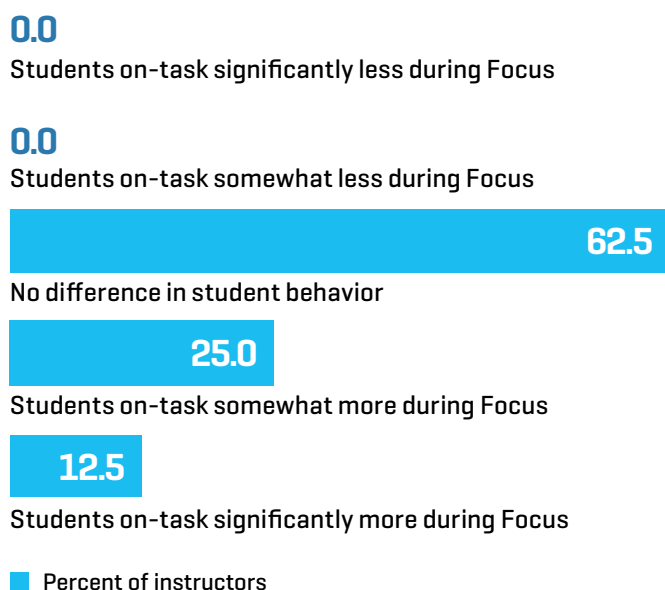 0.0
Students on-task significantly less during Focus
0.0
Students on-task somewhat less during Focus
62.5
No difference in student behavior
25.0
Students on-task somewhat more during Focus
12.5
Students on-task significantly more during Focus
Percent of instructors